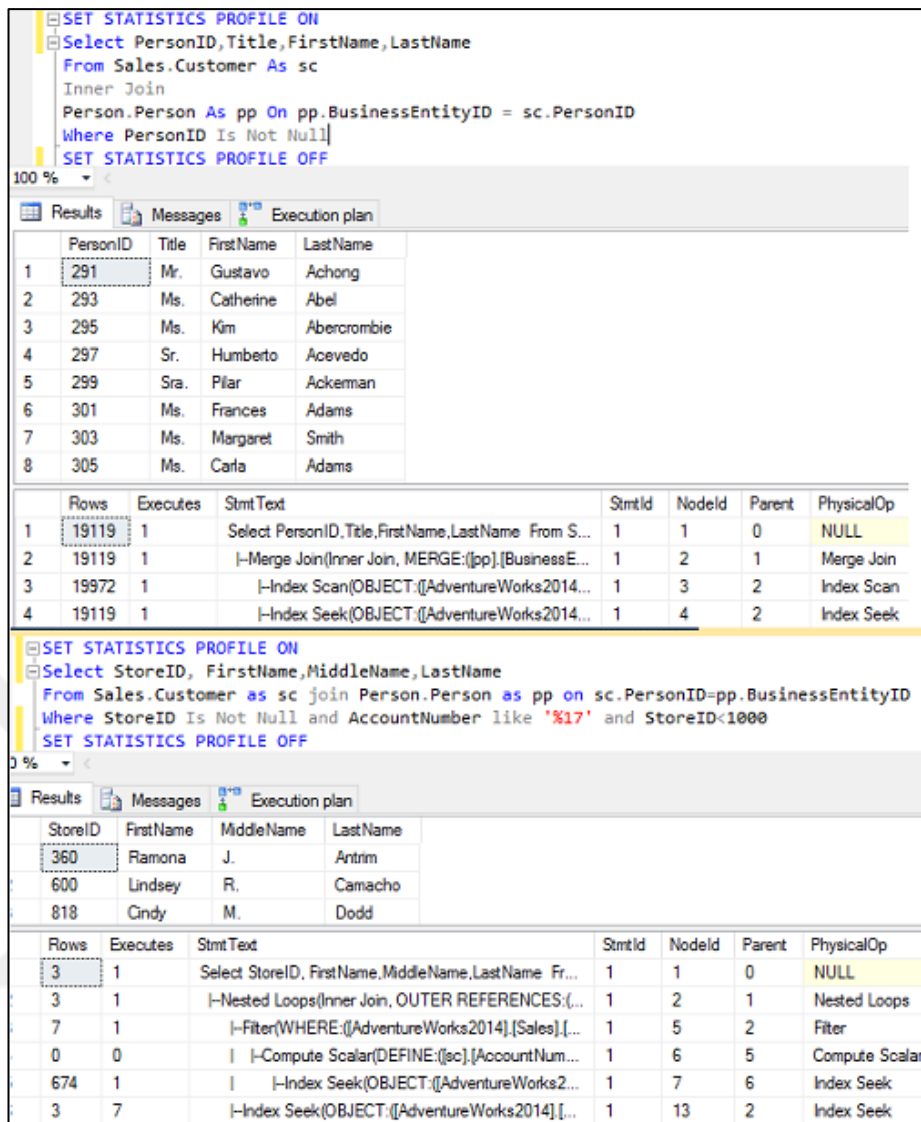 SET STATISTICS PROFILE ON
Select PersonID,Title,FirstName,LastName
From Sales.Customer As sc
Inner Join
Person.Person As pp On pp.BusinessEntityID = sc.PersonID
Where PersonID Is Not Null
SET STATISTICS PROFILE OFF
100 %
Results Messages Execution plan
PersonID Title FirstName LastName
1 291 Mr. Gustavo Achong
2 293 Ms. Catherine Abel
3 295 Ms. Kim Abercrombie
4 297 Sr. Humberto Acevedo
5 299 Sra. Pilar Ackerman
6 301 Ms. Frances Adams
7 303 Ms. Margaret Smith
8 305 Ms. Carla Adams
Rows Executes StmtText StmtId NodeId Parent PhysicalOp
1 19119 1 Select PersonID,Title,FirstName,LastName From S... 1 1 0 NULL
2 19119 1 |--Merge Join(Inner Join, MERGE:([pp].[BusinessE... 1 2 1 Merge Join
3 19972 1 |--Index Scan(OBJECT:([AdventureWorks2014... 1 3 2 Index Scan
4 19119 1 |--Index Seek(OBJECT:([AdventureWorks2014... 1 4 2 Index Seek
SET STATISTICS PROFILE ON
Select StoreID, FirstName,MiddleName,LastName
From Sales.Customer as sc join Person.Person as pp on sc.PersonID=pp.BusinessEntityID
Where StoreID Is Not Null and AccountNumber like '%17' and StoreID<1000
SET STATISTICS PROFILE OFF
0 %
Results Messages Execution plan
StoreID FirstName MiddleName LastName
360 Ramona J. Antrim
600 Lindsey R. Camacho
818 Cindy M. Dodd
Rows Executes StmtText StmtId NodeId Parent PhysicalOp
3 1 Select StoreID, FirstName,MiddleName,LastName Fr... 1 1 0 NULL
3 1 |--Nested Loops(Inner Join, OUTER REFERENCES:(... 1 2 1 Nested Loops
7 1 |--Filter(WHERE:([AdventureWorks2014].[Sales].[... 1 5 2 Filter
0 0 | |--Compute Scalar(DEFINE:([sc].[AccountNum... 1 6 5 Compute Scalar
674 1 | |--Index Seek(OBJECT:([AdventureWorks2... 1 7 6 Index Seek
3 7 |--Index Seek(OBJECT:([AdventureWorks2014].[... 1 13 2 Index Seek